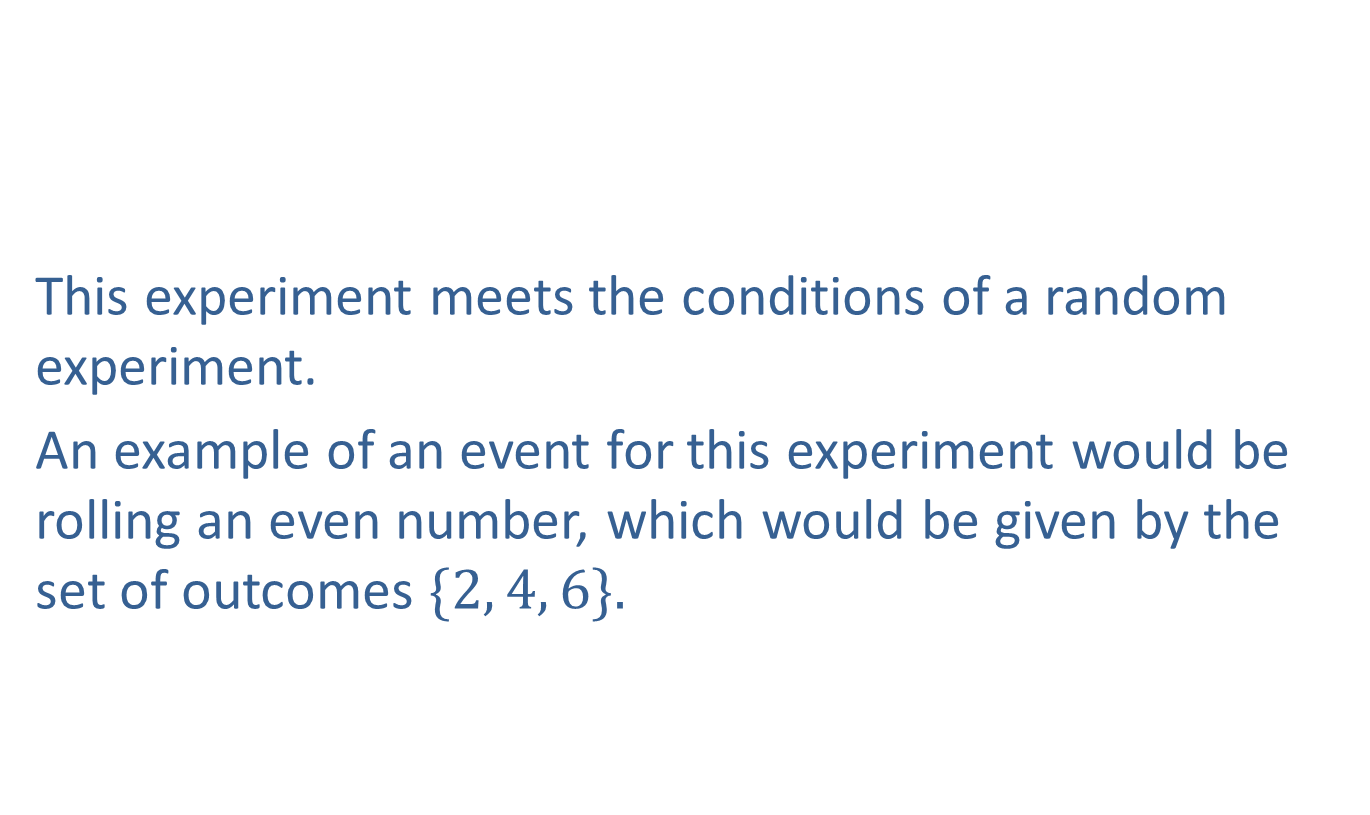 This experiment meets the conditions of a random
experiment.
An example of an event for this experiment would be
rolling an even number, which would be given by the
set of outcomes {2, 4, 6}.